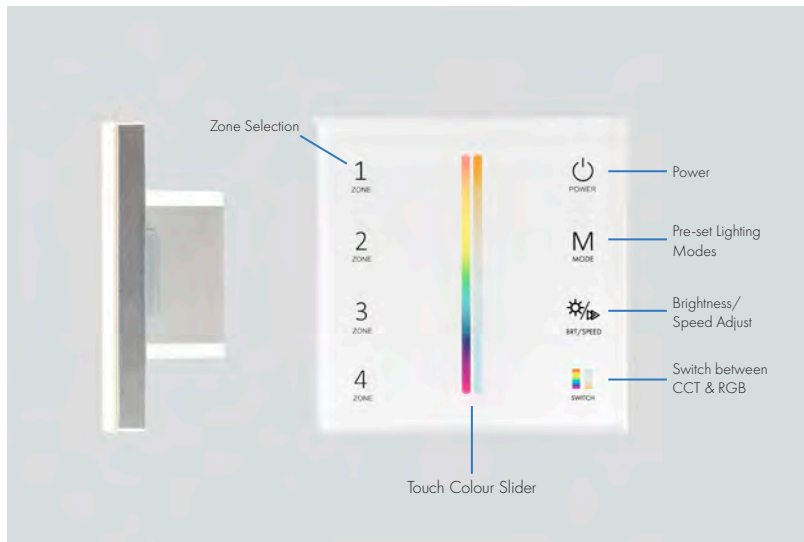 Zone Selection
1
ZONE
2
ZONE
3
ZONE
4
ZONE
POWER
M
MODE
BRT/SPEED
SWITCH
Power
Pre-set Lighting
Modes
Brightness/
Speed Adjust
Switch between
CCT & RGB
Touch Colour Slider